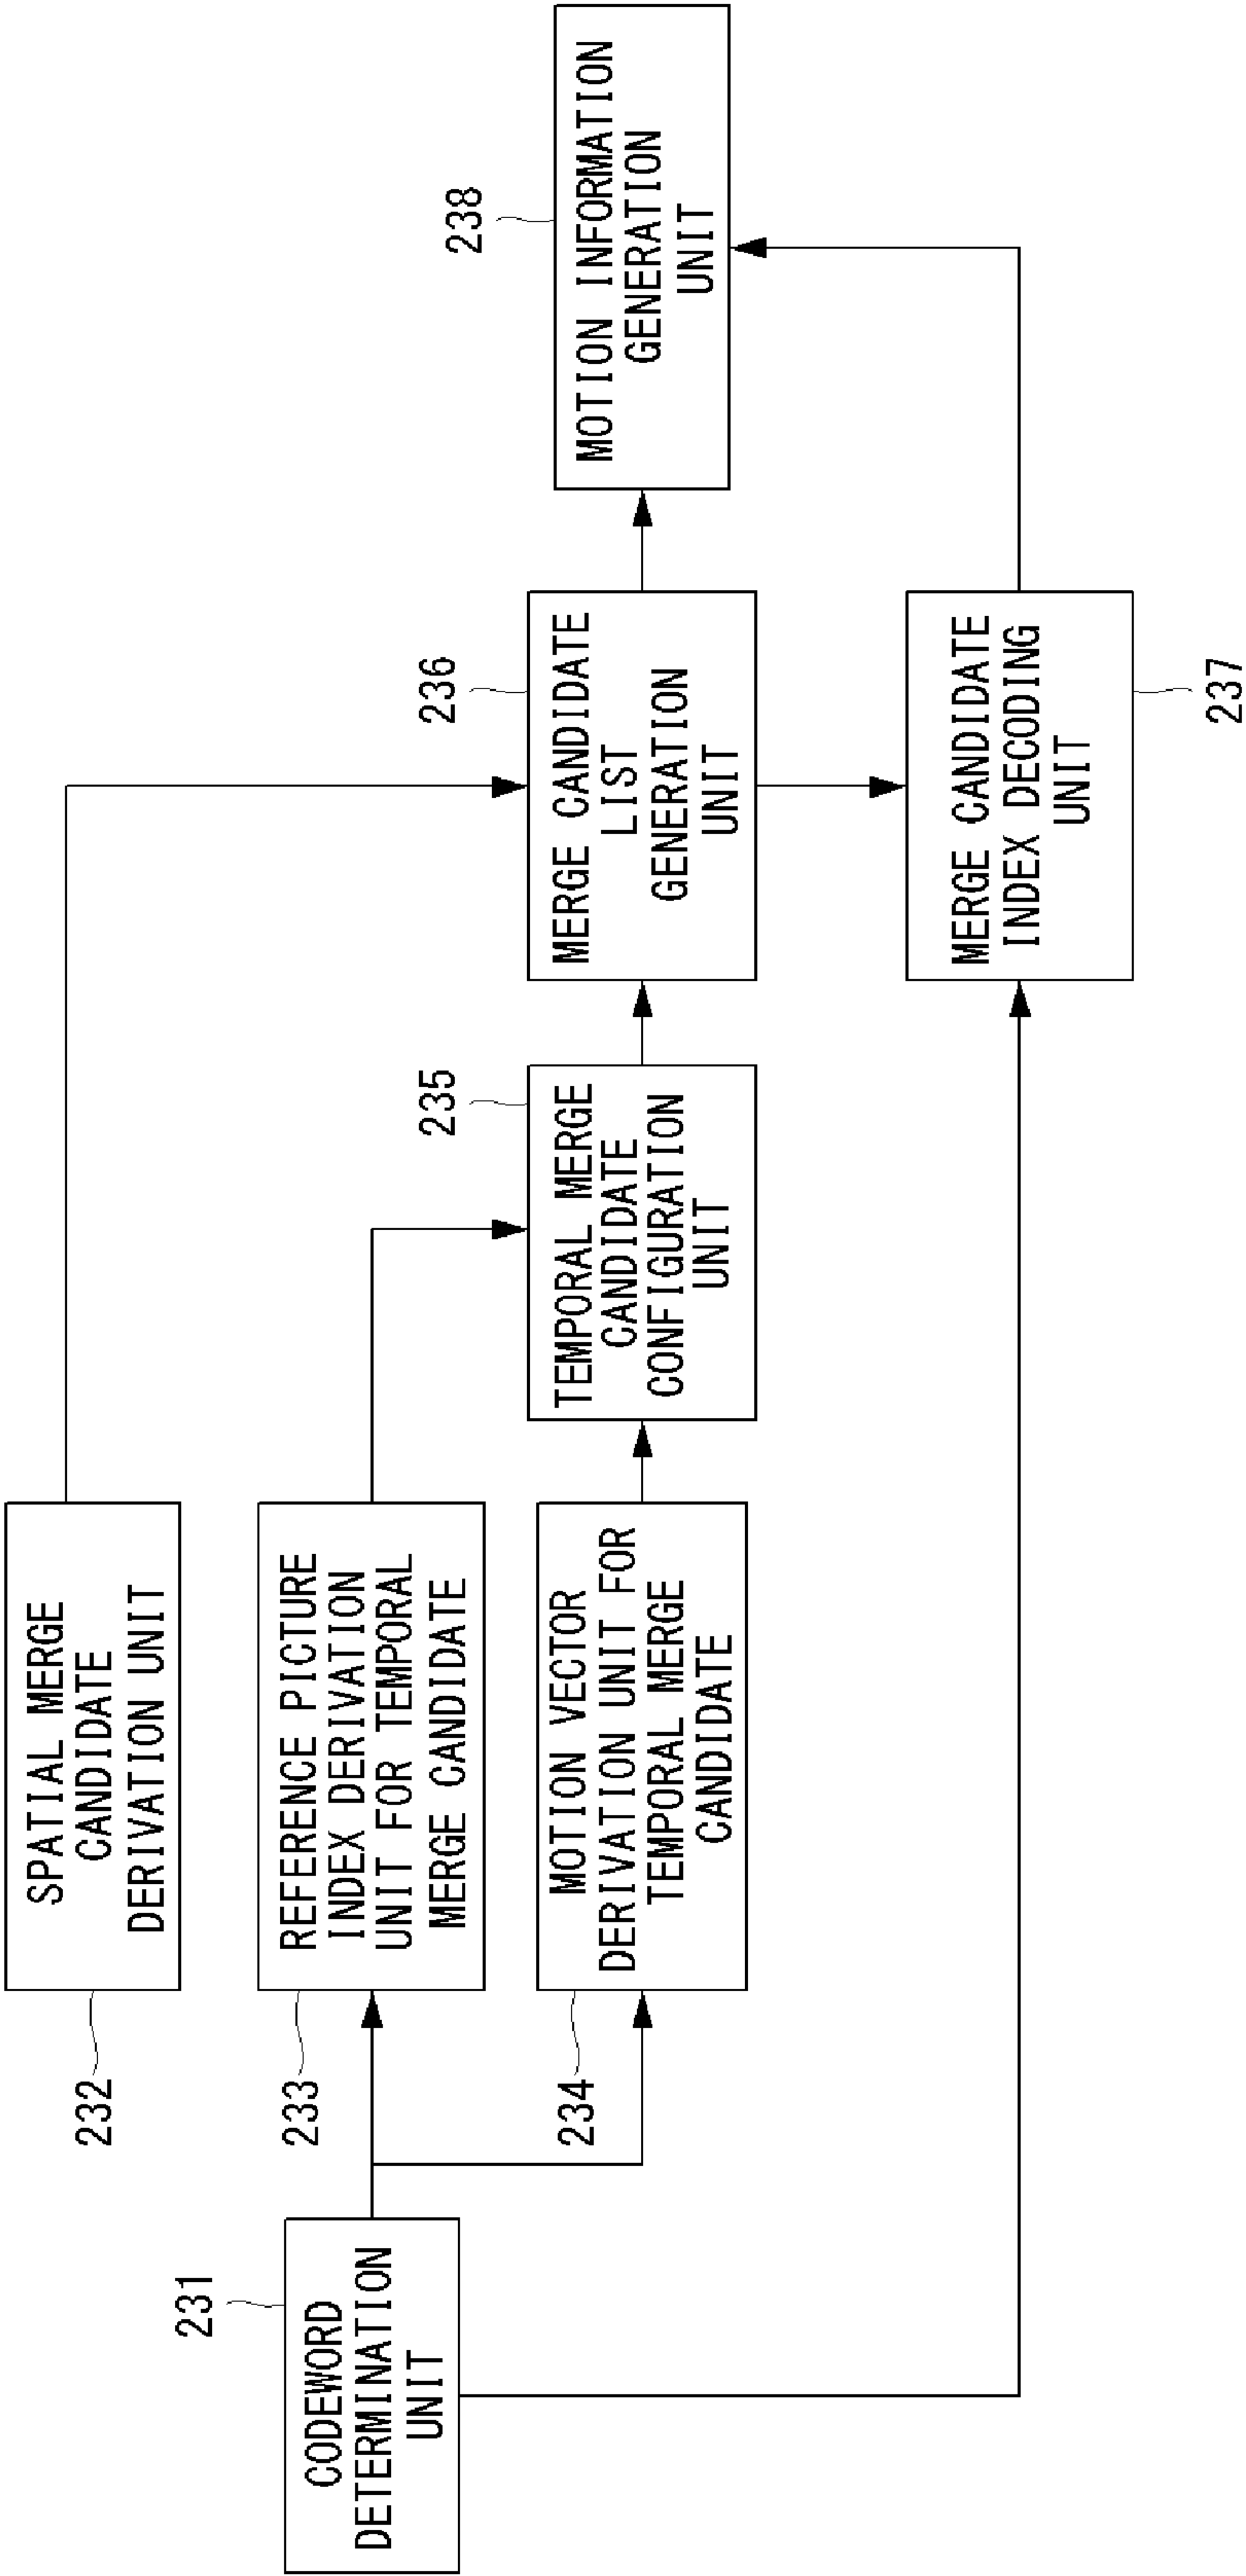 231
CODEWORD
DETERMINATION
UNIT
232
SPATIAL MERGE
CANDIDATE
DERIVATION UNIT
233
REFERENCE PICTURE
INDEX DERIVATION
UNIT FOR TEMPORAL
MERGE CANDIDATE
234
MOTION VECTOR
DERIVATION UNIT FOR
TEMPORAL MERGE
CANDIDATE
235
TEMPORAL MERGE
CANDIDATE
CONFIGURATION
UNIT
236
MERGE CANDIDATE
LIST
GENERATION
UNIT
MERGE CANDIDATE
INDEX DECODING
UNIT
237
238
MOTION INFORMATION
GENERATION
UNIT